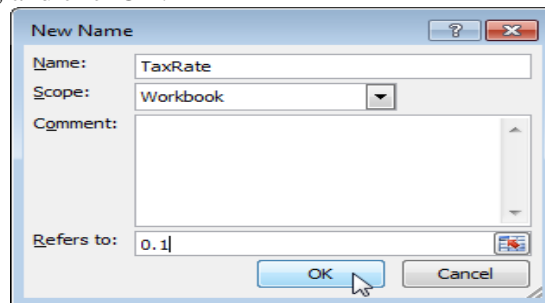 New Name
Name: TaxRate
Scope: Workbook
Comment:
Refers to: 0.1
OK Cancel